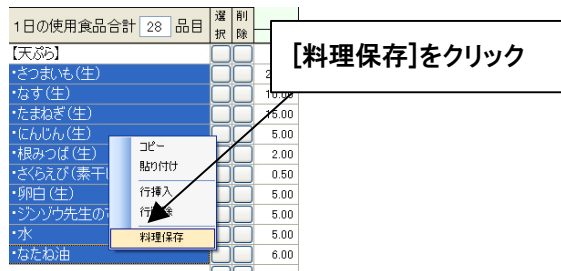 1日の使用食品合計 28 品目
選択
削除
[料理保存]をクリック
【天ぷら】
・さつまいも(生)
・なす(生)
・たまねぎ(生) 15.00
・にんじん(生) 5.00
・根みつば(生) 2.00
・さくらえび(素干し 0.50
・卵白(生) 5.00
・ジンゾウ先生の 5.00
・水 5.00
・なたね油 6.00
コピー
貼り付け
行挿入
料理保存